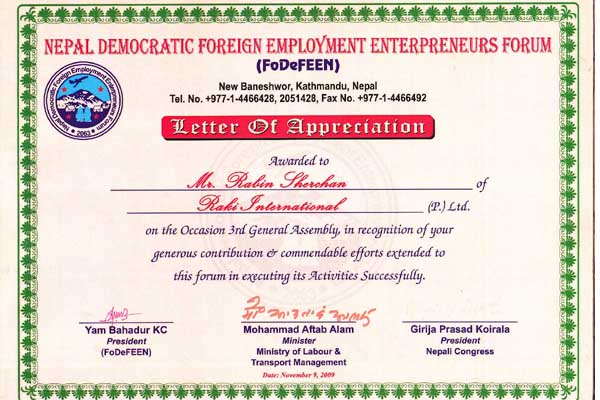 NEPAL DEMOCRATIC FOREIGN EMPLOYMENT ENTERPRENEURS FORUM
(FoDeFEEN)
New Baneshwor, Kathmandu, Nepal
Tel. No. +977-1-4466428, 2051428, Fax No. +977-1-4466492
Nepal Democratic Foreign Employment Enterpreneurs Forum
2063
Letter Of Appreciation
Awarded to
Mr. Rabin Sherchan of
Raki International (P.) Ltd.
on the Occasion 3rd General Assembly, in recognition of your
generous contribution & commendable efforts extended to
this forum in executing its Activities Successfully.
Yam Bahadur KC
President
(FoDeFEEN)
Mohammad Aftab Alam
Minister
Ministry of Labour &
Transport Management
Girija Prasad Koirala
President
Nepali Congress
Date: November 9, 2009